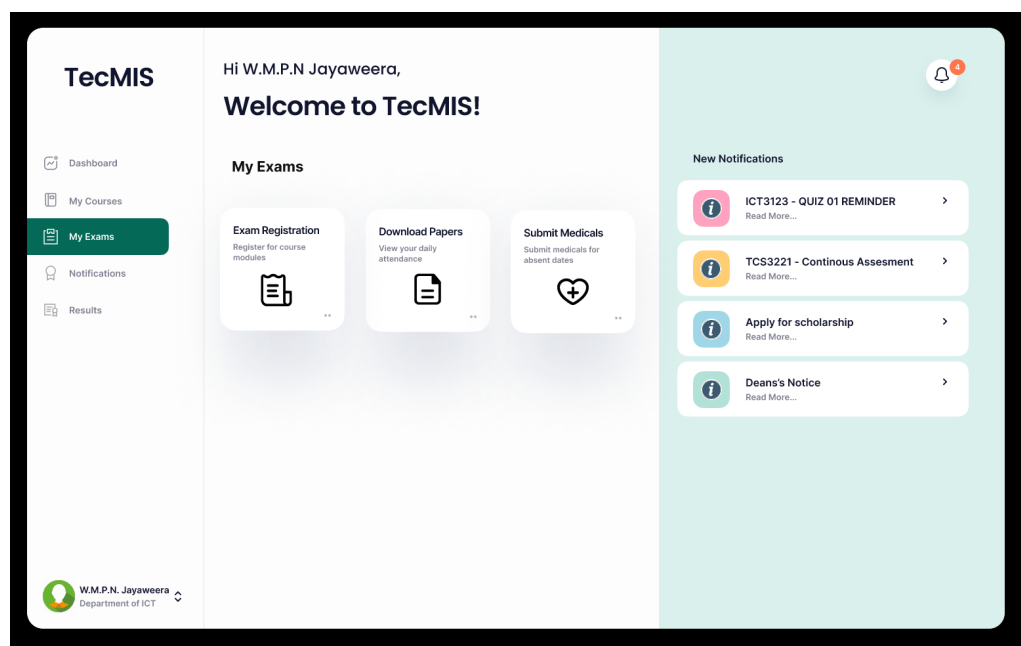 TecMIS
Dashboard
My Courses
My Exams
Notifications
Results
W.M.P.N. Jayaweera
Department of ICT
Hi W.M.P.N Jayaweera,
Welcome to TecMIS!
My Exams
Exam Registration
Register for course
modules
Download Papers
View your daily
attendance
Submit Medicals
Submit medicals for
absent dates
4
New Notifications
ICT3123 - QUIZ 01 REMINDER
Read More...
TCS3221 - Continous Assesment
Read More...
Apply for scholarship
Read More...
Deans's Notice
Read More...